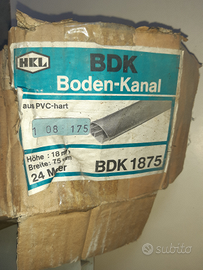 HKL
BDK
Boden-Kanal
aus PVC-hart
1 08 175
Höhe: 18 mm
Breite: 75 mm
24 Meter
BDK 1875
subito